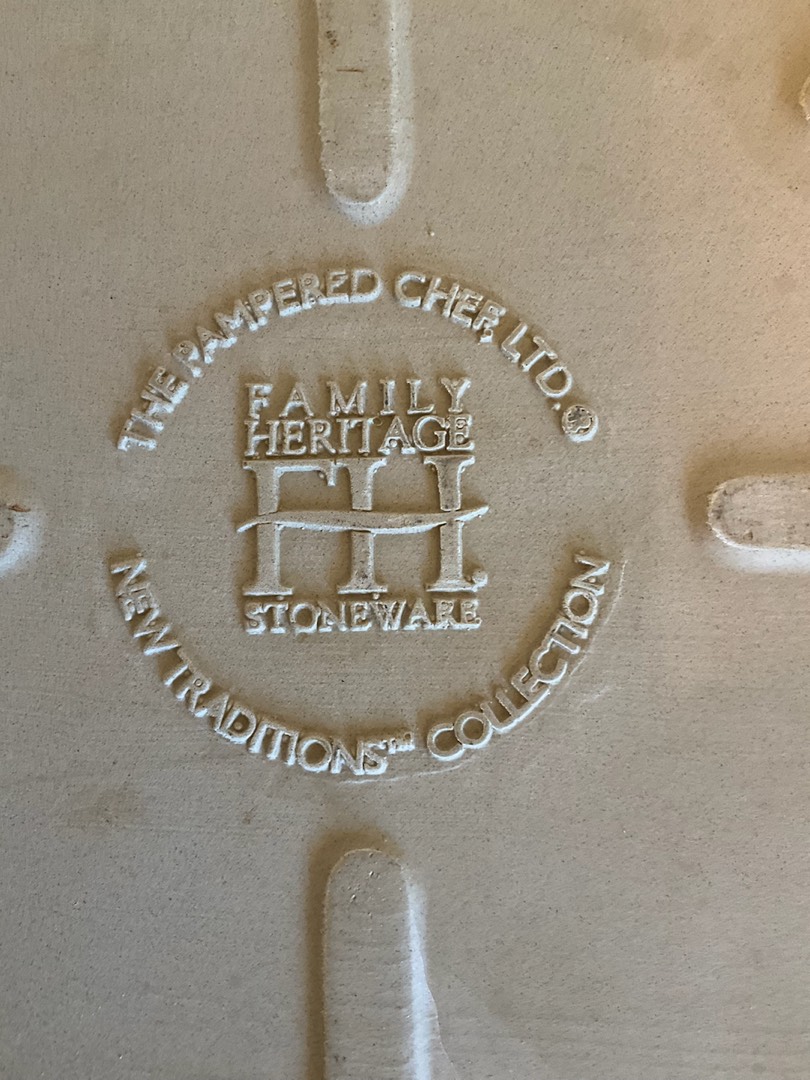 THE PAMPERED CHEF, LTD.®
FAMILY
HERITAGE
FH.
STONEWARE
NEW TRADITIONS™ COLLECTION